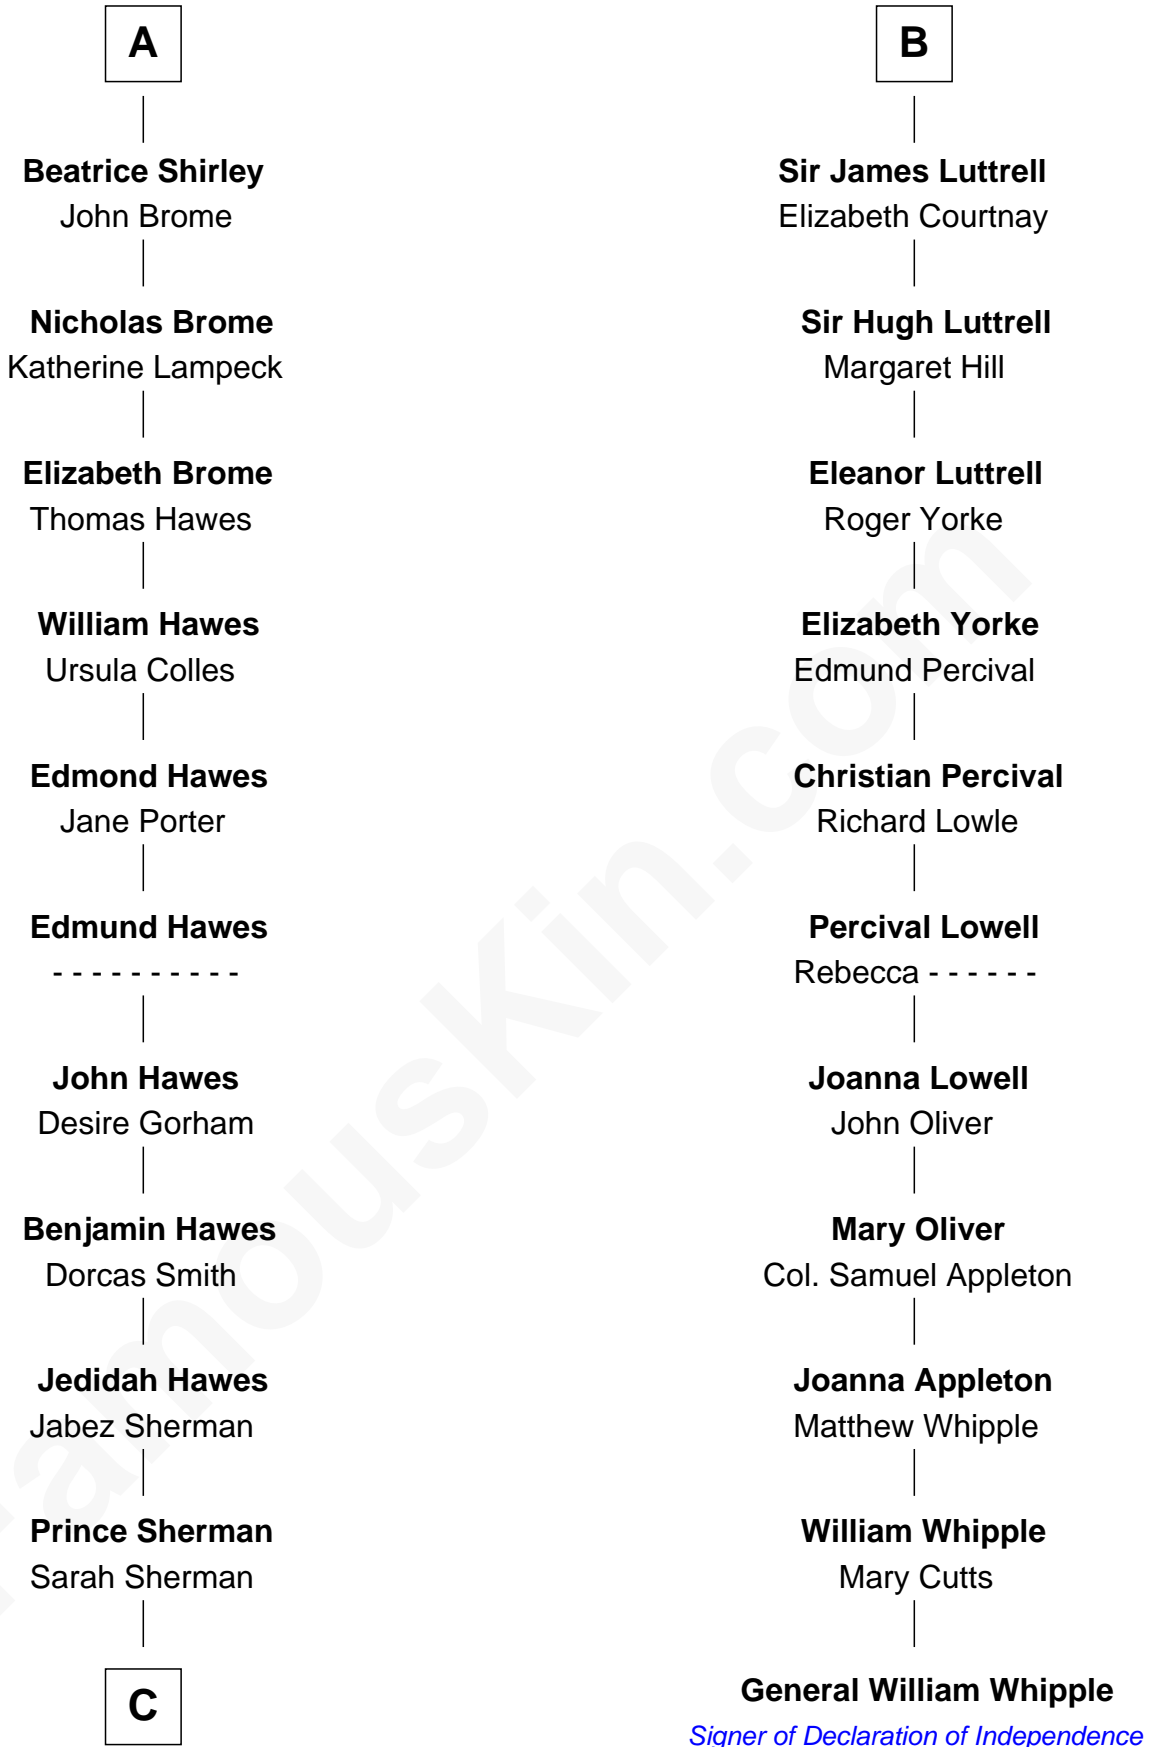 A
Beatrice Shirley
John Brome
Nicholas Brome
Katherine Lampeck
Elizabeth Brome
Thomas Hawes
William Hawes
Ursula Colles
Edmond Hawes
Jane Porter
Edmund Hawes
- - - - - - - - - -
John Hawes
Desire Gorham
Benjamin Hawes
Dorcas Smith
Jedidah Hawes
Jabez Sherman
Prince Sherman
Sarah Sherman
C
B
Sir James Luttrell
Elizabeth Courtnay
Sir Hugh Luttrell
Margaret Hill
Eleanor Luttrell
Roger Yorke
Elizabeth Yorke
Edmund Percival
Christian Percival
Richard Lowle
Percival Lowell
Rebecca - - - - - -
Joanna Lowell
John Oliver
Mary Oliver
Col. Samuel Appleton
Joanna Appleton
Matthew Whipple
William Whipple
Mary Cutts
General William Whipple
Signer of Declaration of Independence
FamousKin.com